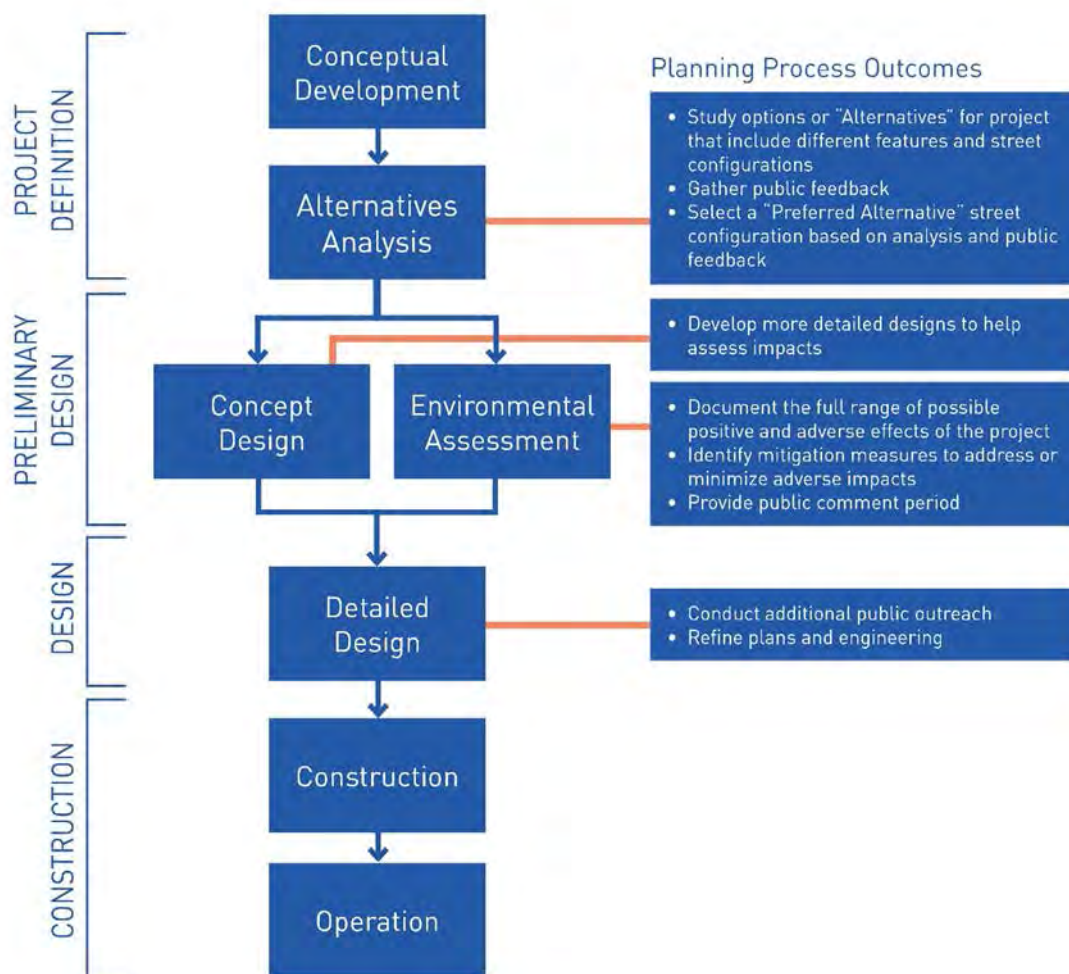 PROJECT
DEFINITION
Conceptual
Development
Alternatives
Analysis
Planning Process Outcomes
• Study options or "Alternatives" for project
that include different features and street
configurations
• Gather public feedback
• Select a "Preferred Alternative" street
configuration based on analysis and public
feedback
PRELIMINARY
DESIGN
Concept
Design
Environmental
Assessment
• Develop more detailed designs to help
assess impacts
• Document the full range of possible
positive and adverse effects of the project
• Identify mitigation measures to address or
minimize adverse impacts
• Provide public comment period
DESIGN
Detailed
Design
• Conduct additional public outreach
• Refine plans and engineering
CONSTRUCTION
Construction
Operation